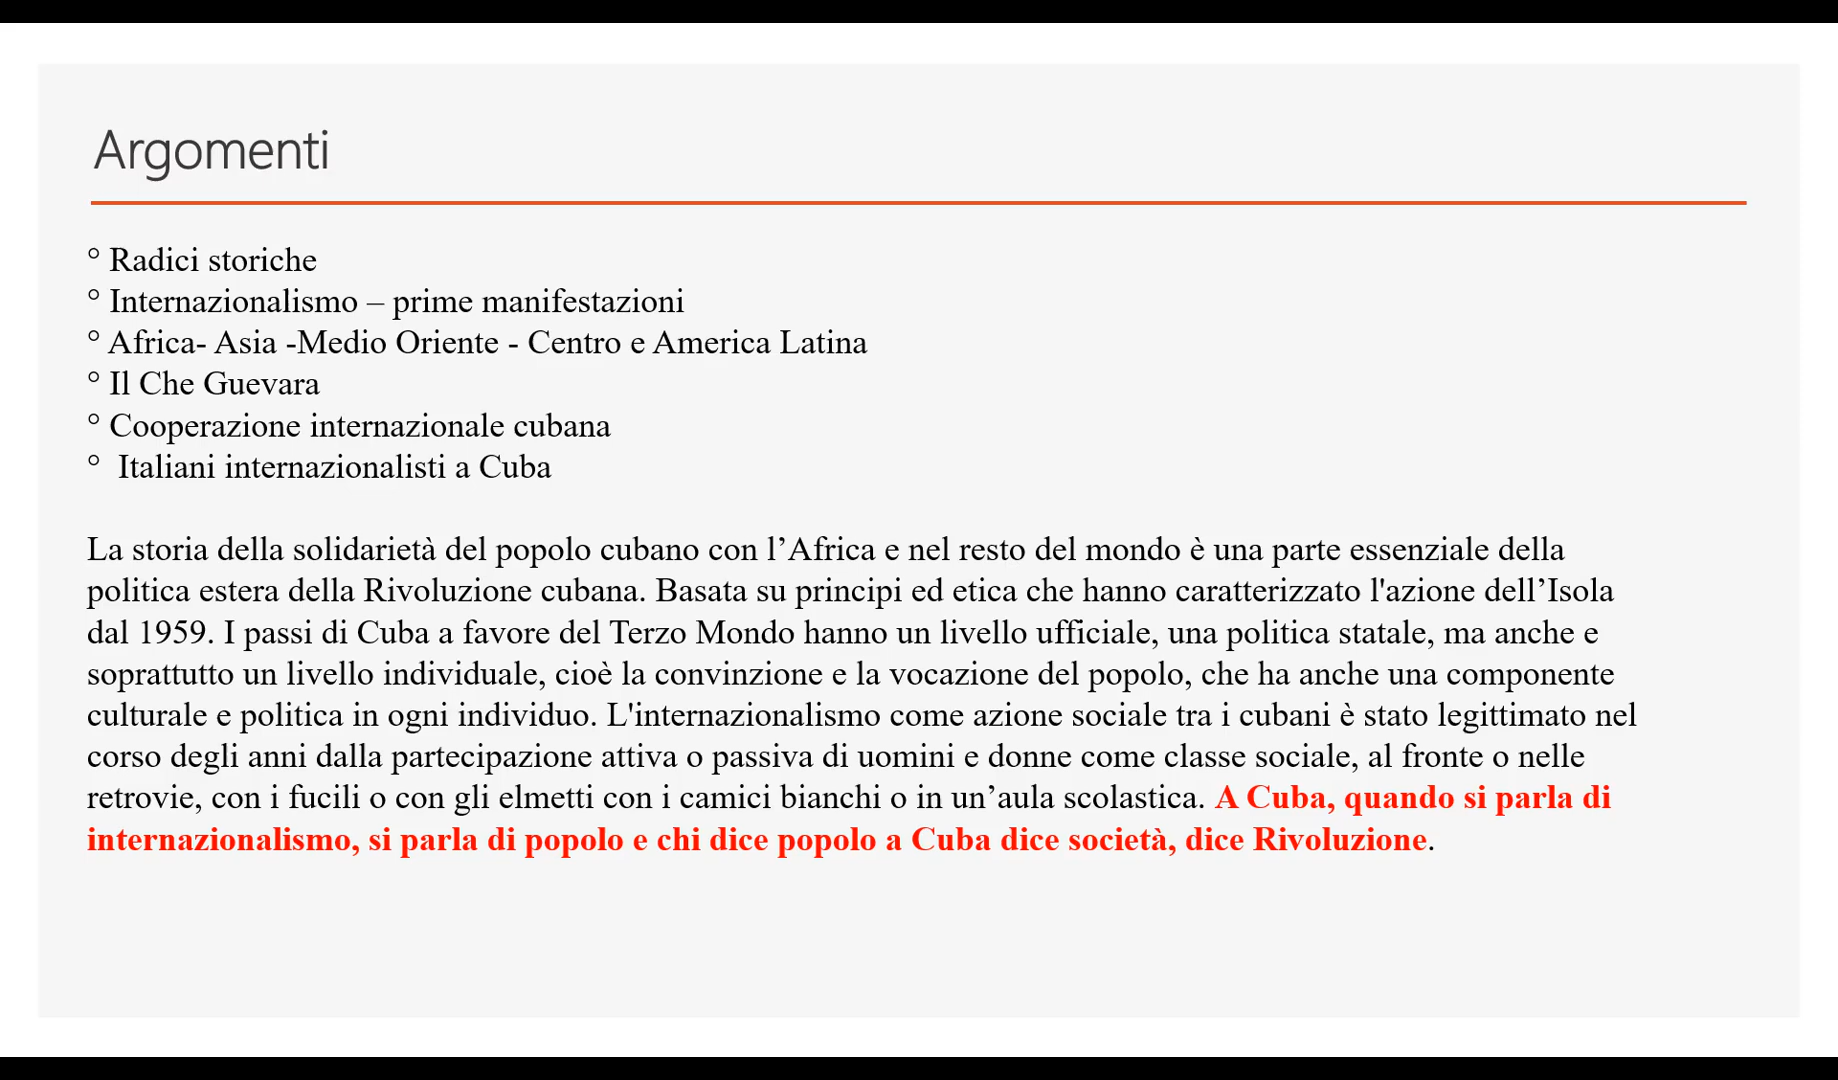 Argomenti
° Radici storiche
° Internazionalismo – prime manifestazioni
° Africa- Asia -Medio Oriente - Centro e America Latina
° Il Che Guevara
° Cooperazione internazionale cubana
° Italiani internazionalisti a Cuba
La storia della solidarietà del popolo cubano con l’Africa e nel resto del mondo è una parte essenziale della
politica estera della Rivoluzione cubana. Basata su principi ed etica che hanno caratterizzato l'azione dell’Isola
dal 1959. I passi di Cuba a favore del Terzo Mondo hanno un livello ufficiale, una politica statale, ma anche e
soprattutto un livello individuale, cioè la convinzione e la vocazione del popolo, che ha anche una componente
culturale e politica in ogni individuo. L'internazionalismo come azione sociale tra i cubani è stato legittimato nel
corso degli anni dalla partecipazione attiva o passiva di uomini e donne come classe sociale, al fronte o nelle
retrovie, con i fucili o con gli elmetti con i camici bianchi o in un’aula scolastica. A Cuba, quando si parla di
internazionalismo, si parla di popolo e chi dice popolo a Cuba dice società, dice Rivoluzione.